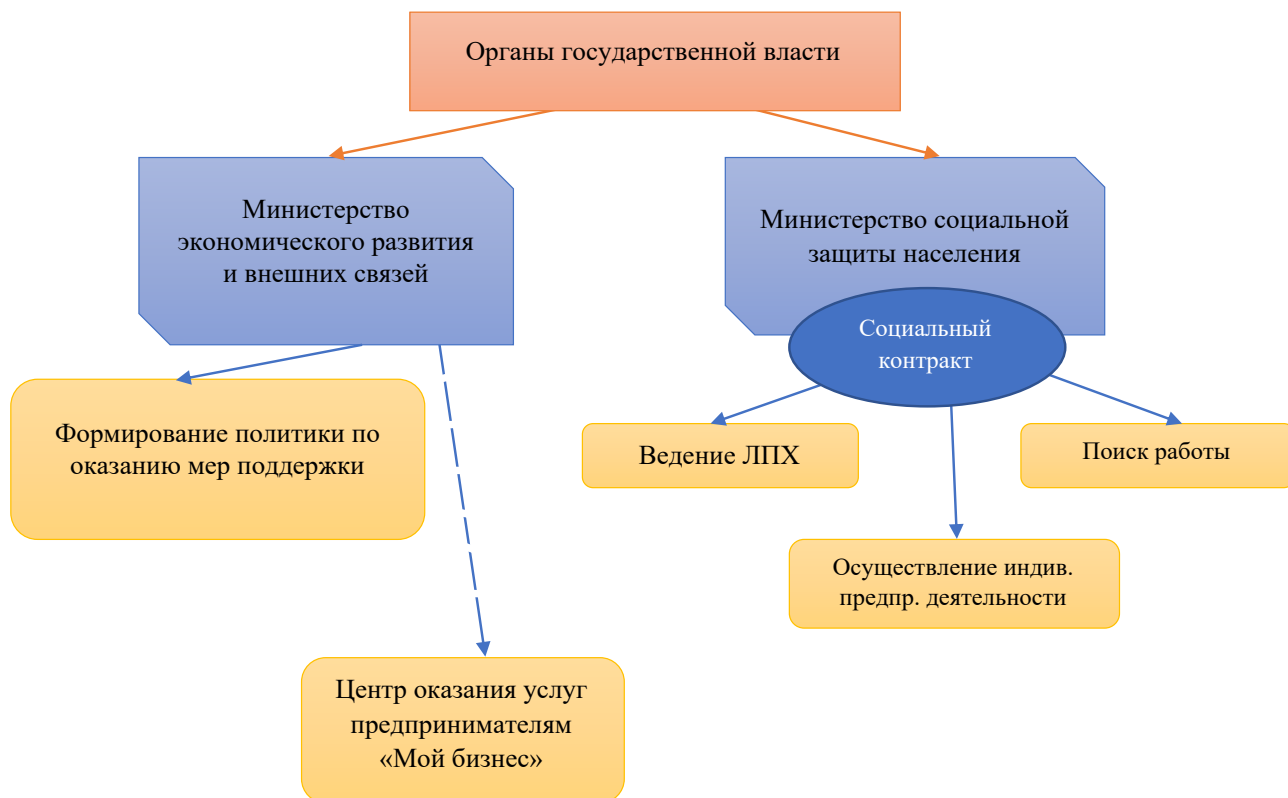 Органы государственной власти
Министерство
экономического развития
и внешних связей
Министерство социальной
защиты населения
Социальный
контракт
Формирование политики по
оказанию мер поддержки
Ведение ЛПХ
Поиск работы
Осуществление индив.
предпр. деятельности
Центр оказания услуг
предпринимателям
«Мой бизнес»